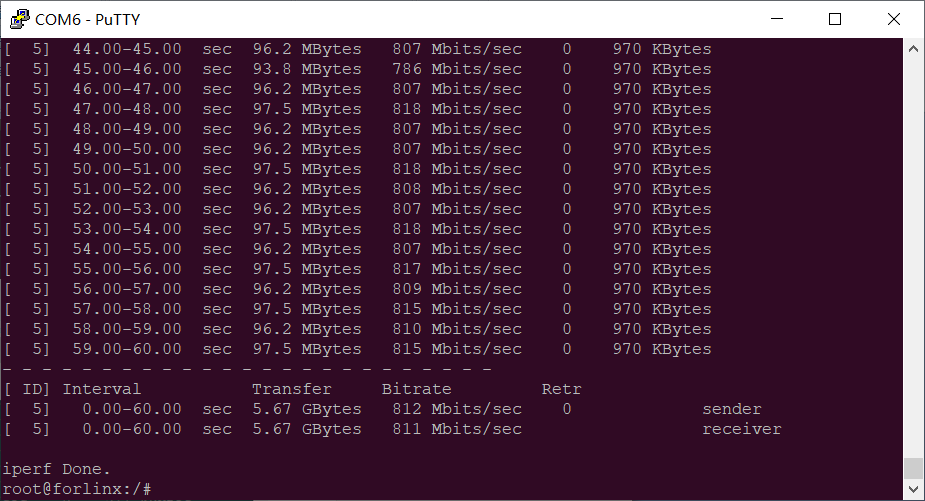 COM6 - PuTTY
[  5]  44.00-45.00  sec  96.2 MBytes   807 Mbits/sec    0    970 KBytes
[  5]  45.00-46.00  sec  93.8 MBytes   786 Mbits/sec    0    970 KBytes
[  5]  46.00-47.00  sec  96.2 MBytes   807 Mbits/sec    0    970 KBytes
[  5]  47.00-48.00  sec  97.5 MBytes   818 Mbits/sec    0    970 KBytes
[  5]  48.00-49.00  sec  96.2 MBytes   807 Mbits/sec    0    970 KBytes
[  5]  49.00-50.00  sec  96.2 MBytes   807 Mbits/sec    0    970 KBytes
[  5]  50.00-51.00  sec  97.5 MBytes   818 Mbits/sec    0    970 KBytes
[  5]  51.00-52.00  sec  96.2 MBytes   808 Mbits/sec    0    970 KBytes
[  5]  52.00-53.00  sec  96.2 MBytes   807 Mbits/sec    0    970 KBytes
[  5]  53.00-54.00  sec  97.5 MBytes   818 Mbits/sec    0    970 KBytes
[  5]  54.00-55.00  sec  96.2 MBytes   807 Mbits/sec    0    970 KBytes
[  5]  55.00-56.00  sec  97.5 MBytes   817 Mbits/sec    0    970 KBytes
[  5]  56.00-57.00  sec  96.2 MBytes   809 Mbits/sec    0    970 KBytes
[  5]  57.00-58.00  sec  97.5 MBytes   815 Mbits/sec    0    970 KBytes
[  5]  58.00-59.00  sec  96.2 MBytes   810 Mbits/sec    0    970 KBytes
[  5]  59.00-60.00  sec  97.5 MBytes   815 Mbits/sec    0    970 KBytes
- - - - - - - - - - - - - - - - - - - - - - - - -
[ ID] Interval           Transfer     Bitrate         Retr
[  5]   0.00-60.00  sec  5.67 GBytes   812 Mbits/sec    0             sender
[  5]   0.00-60.00  sec  5.67 GBytes   811 Mbits/sec                  receiver
iperf Done.
root@forlinx:/#